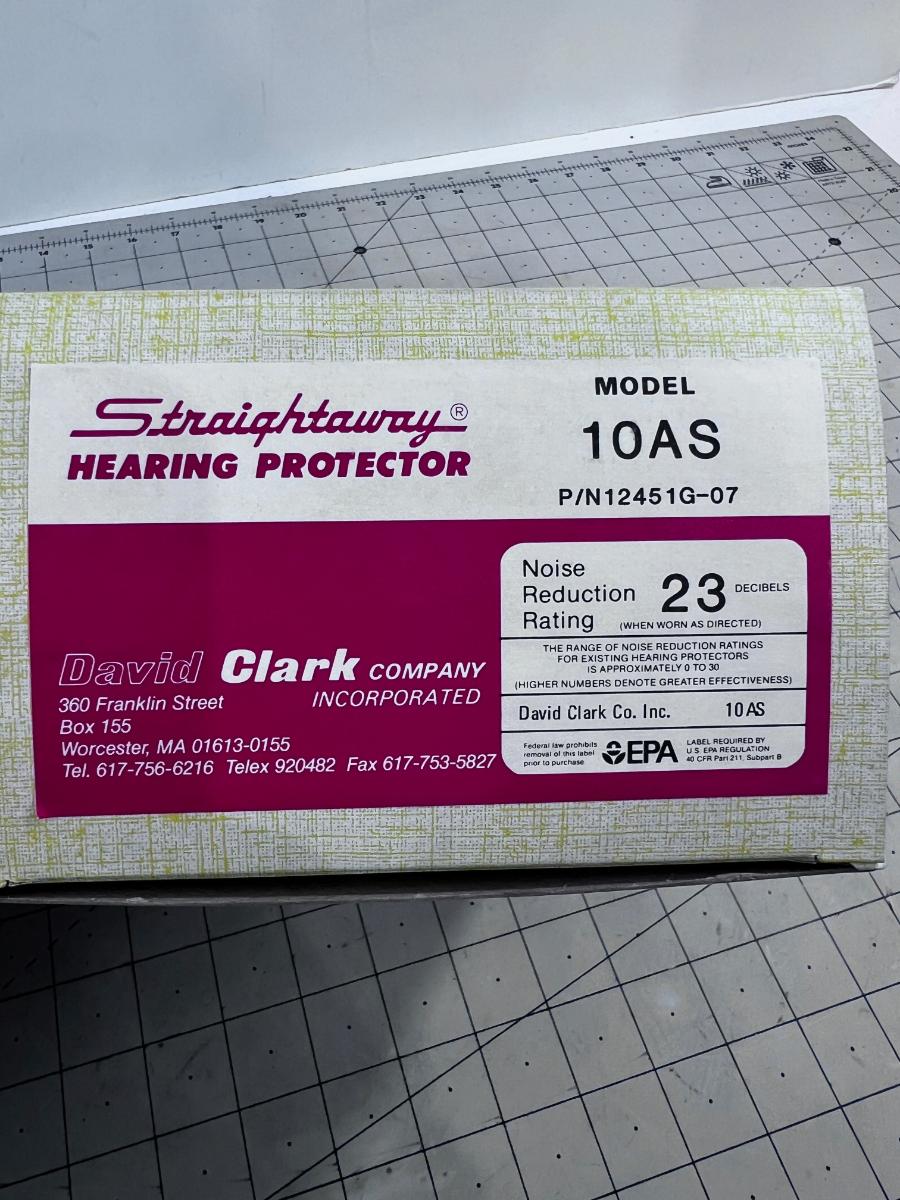 Straightaway®
HEARING PROTECTOR
MODEL
10AS
P/N12451G-07
David Clark COMPANY
INCORPORATED
360 Franklin Street
Box 155
Worcester, MA 01613-0155
Tel. 617-756-6216 Telex 920482 Fax 617-753-5827
Noise
Reduction
Rating
23 DECIBELS
(WHEN WORN AS DIRECTED)
THE RANGE OF NOISE REDUCTION RATINGS
FOR EXISTING HEARING PROTECTORS
IS APPROXIMATELY 0 TO 30
(HIGHER NUMBERS DENOTE GREATER EFFECTIVENESS)
David Clark Co. Inc. 10AS
Federal law prohibits
removal of this label
prior to purchase
EPA
LABEL REQUIRED BY
U.S. EPA REGULATION
40 CFR Part 211, Subpart B